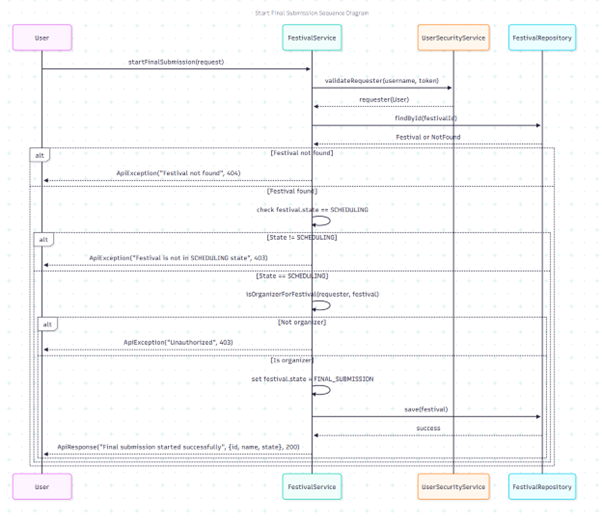 Start Final Submission Sequence Diagram
User FestivalService UserSecurityService FestivalRepository
startFinalSubmission(request)
validateRequester(username, token)
requester(User)
findById(festivalId)
Festival or NotFound
alt [Festival not found]
ApiException("Festival not found", 404)
[Festival found]
check festival.state == SCHEDULING
alt [State != SCHEDULING]
ApiException("Festival is not in SCHEDULING state", 403)
[State == SCHEDULING]
isOrganizerForFestival(requester, festival)
alt [Not organizer]
ApiException("Unauthorized", 403)
[Is organizer]
set festival.state = FINAL_SUBMISSION
save(festival)
success
ApiResponse("Final submission started successfully", {id, name, state}, 200)
User FestivalService UserSecurityService FestivalRepository